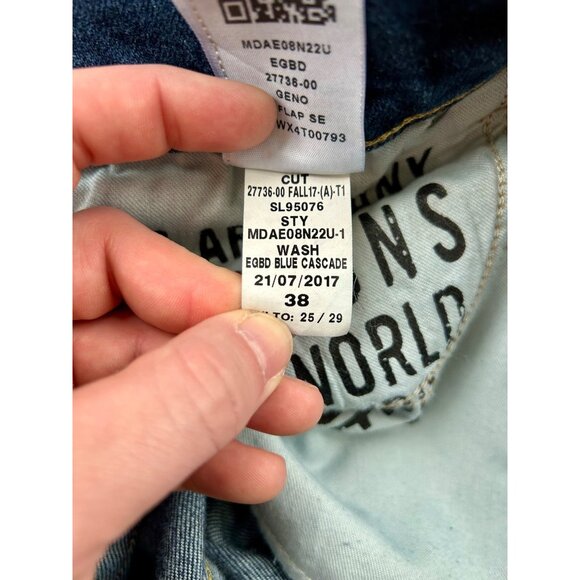 MDAE08N22U
EGBD
27736-00
GENO
FLAP SE
WX4T00793
CUT
27736-00 FALL17-(A)-T1
SL95076
STY
MDAE08N22U-1
WASH
EGBD BLUE CASCADE
21/07/2017
38
TO: 25 / 29
NS
WORLD